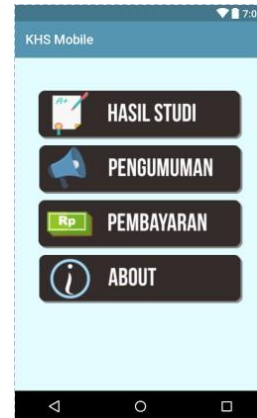 7:0
KHS Mobile
A+
HASIL STUDI
PENGUMUMAN
Rp
PEMBAYARAN
i
ABOUT